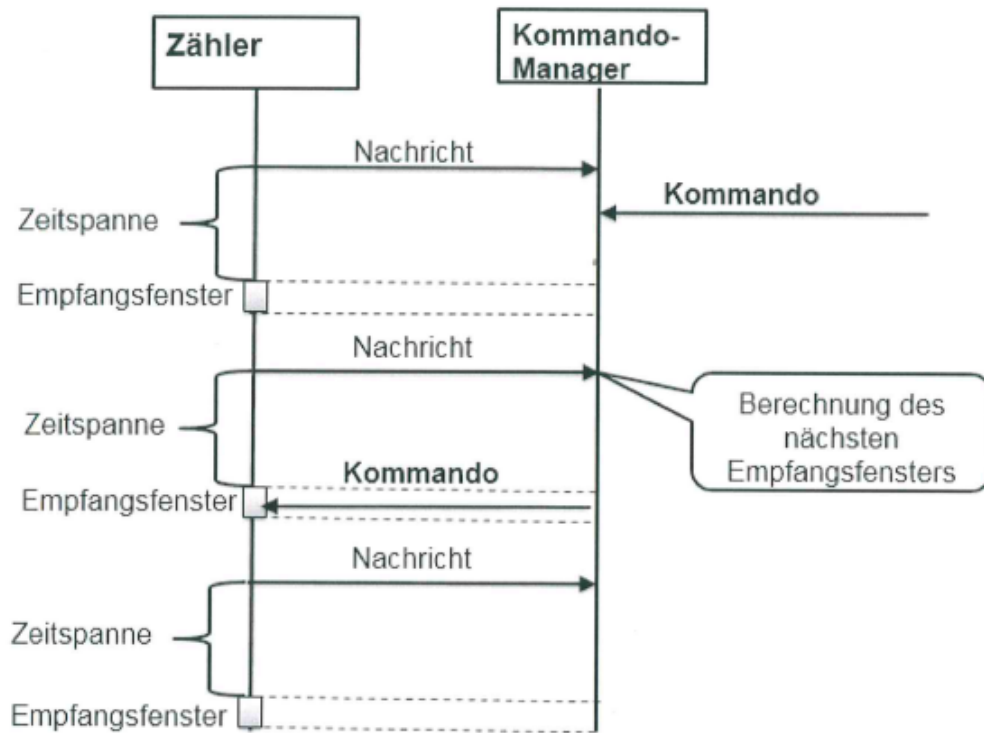 Zähler
Kommando-
Manager
Nachricht
Kommando
Zeitspanne
Empfangsfenster
Nachricht
Zeitspanne
Berechnung des
nächsten
Empfangsfensters
Kommando
Empfangsfenster
Nachricht
Zeitspanne
Empfangsfenster